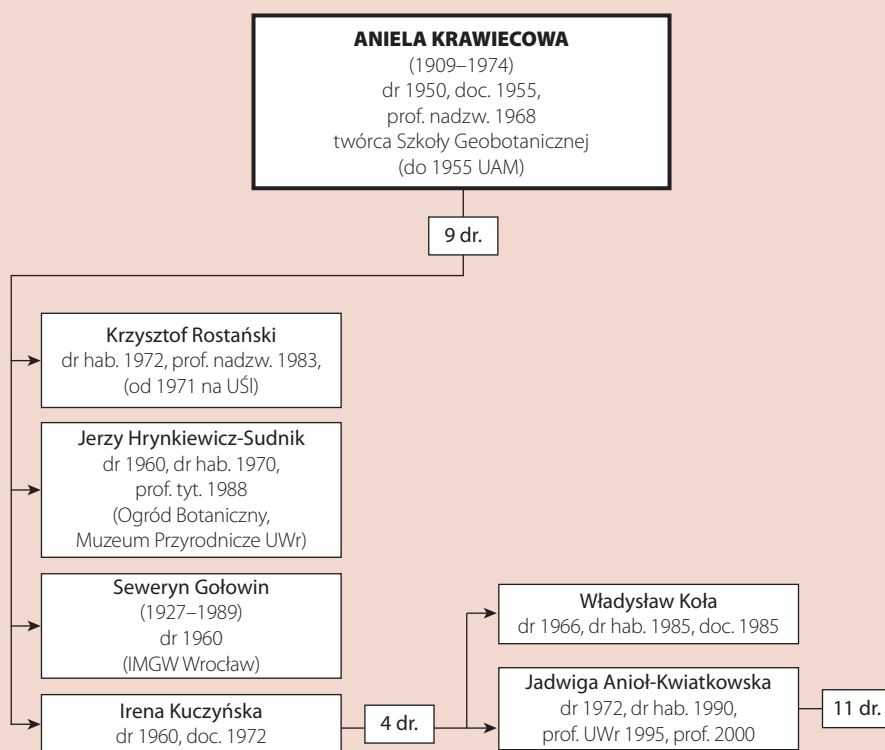 ANIELA KRAWIECOWA
(1909–1974)
dr 1950, doc. 1955,
prof. nadzw. 1968
twórca Szkoły Geobotanicznej
(do 1955 UAM)
9 dr.
Krzysztof Rostański
dr hab. 1972, prof. nadzw. 1983,
(od 1971 na UŚl)
Jerzy Hrynkiewicz-Sudnik
dr 1960, dr hab. 1970,
prof. tyt. 1988
(Ogród Botaniczny,
Muzeum Przyrodnicze UWr)
Seweryn Gołowin
(1927–1989)
dr 1960
(IMGW Wrocław)
Irena Kuczyńska
dr 1960, doc. 1972
4 dr.
Władysław Koła
dr 1966, dr hab. 1985, doc. 1985
Jadwiga Anioł-Kwiatkowska
dr 1972, dr hab. 1990,
prof. UWr 1995, prof. 2000
11 dr.